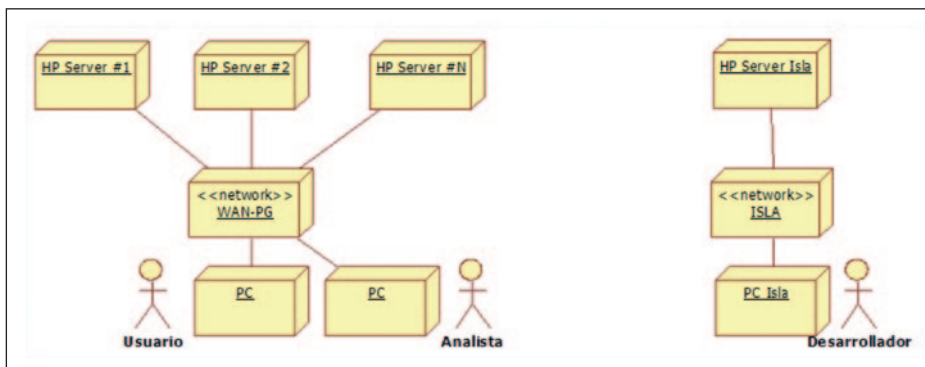 HP Server #1
HP Server #2
HP Server #N
HP Server Isla
<<network>>
WAN-PG
<<network>>
ISLA
PC
PC
PC Isla
Usuario
Analista
Desarrollador